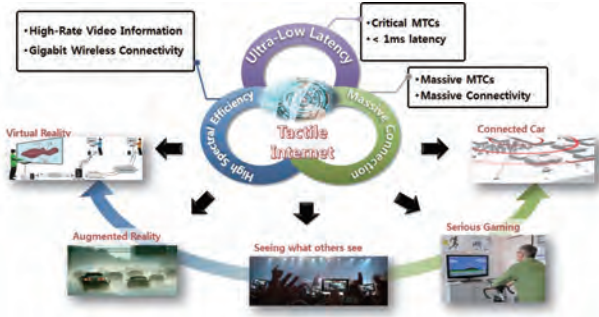 •High-Rate Video Information
•Gigabit Wireless Connectivity
Ultra-Low Latency
•Critical MTCs
•< 1ms latency
•Massive MTCs
•Massive Connectivity
High Spectral Efficiency
Massive Connection
Tactile
Internet
Virtual Reality
Connected Car
Augmented Reality
Seeing what others see
Serious Gaming